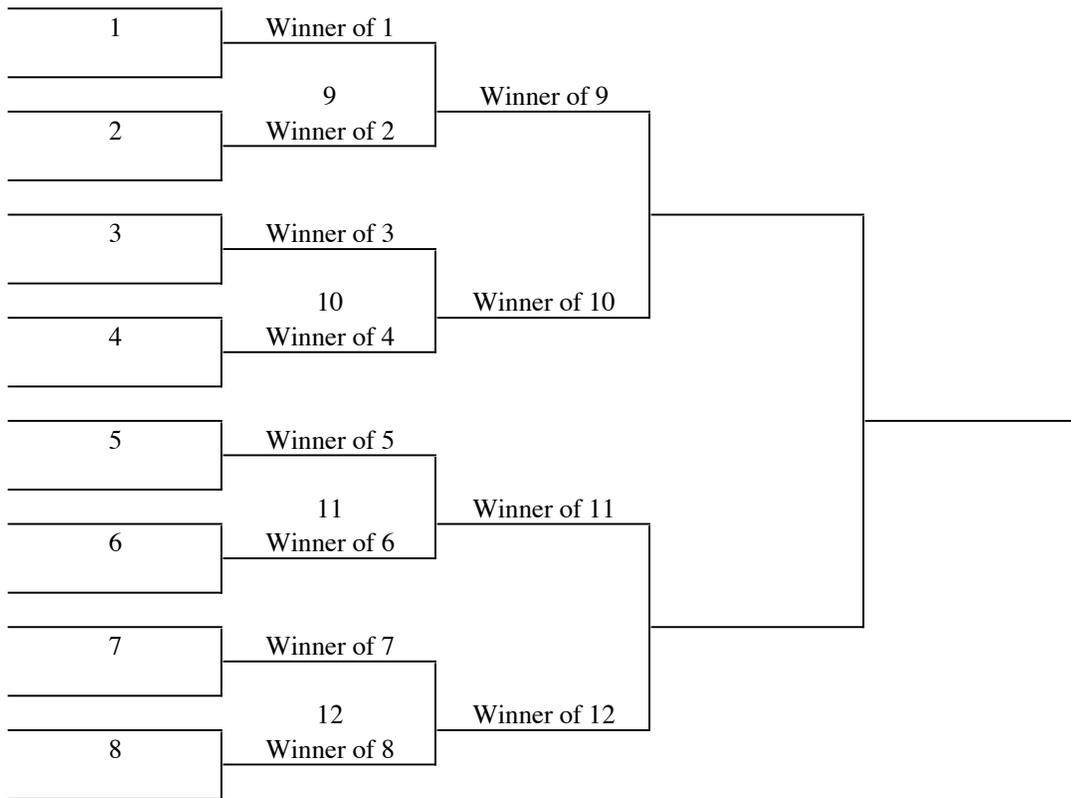 1
Winner of 1
9
Winner of 9
2
Winner of 2
3
Winner of 3
10
Winner of 10
4
Winner of 4
5
Winner of 5
11
Winner of 11
6
Winner of 6
7
Winner of 7
12
Winner of 12
8
Winner of 8